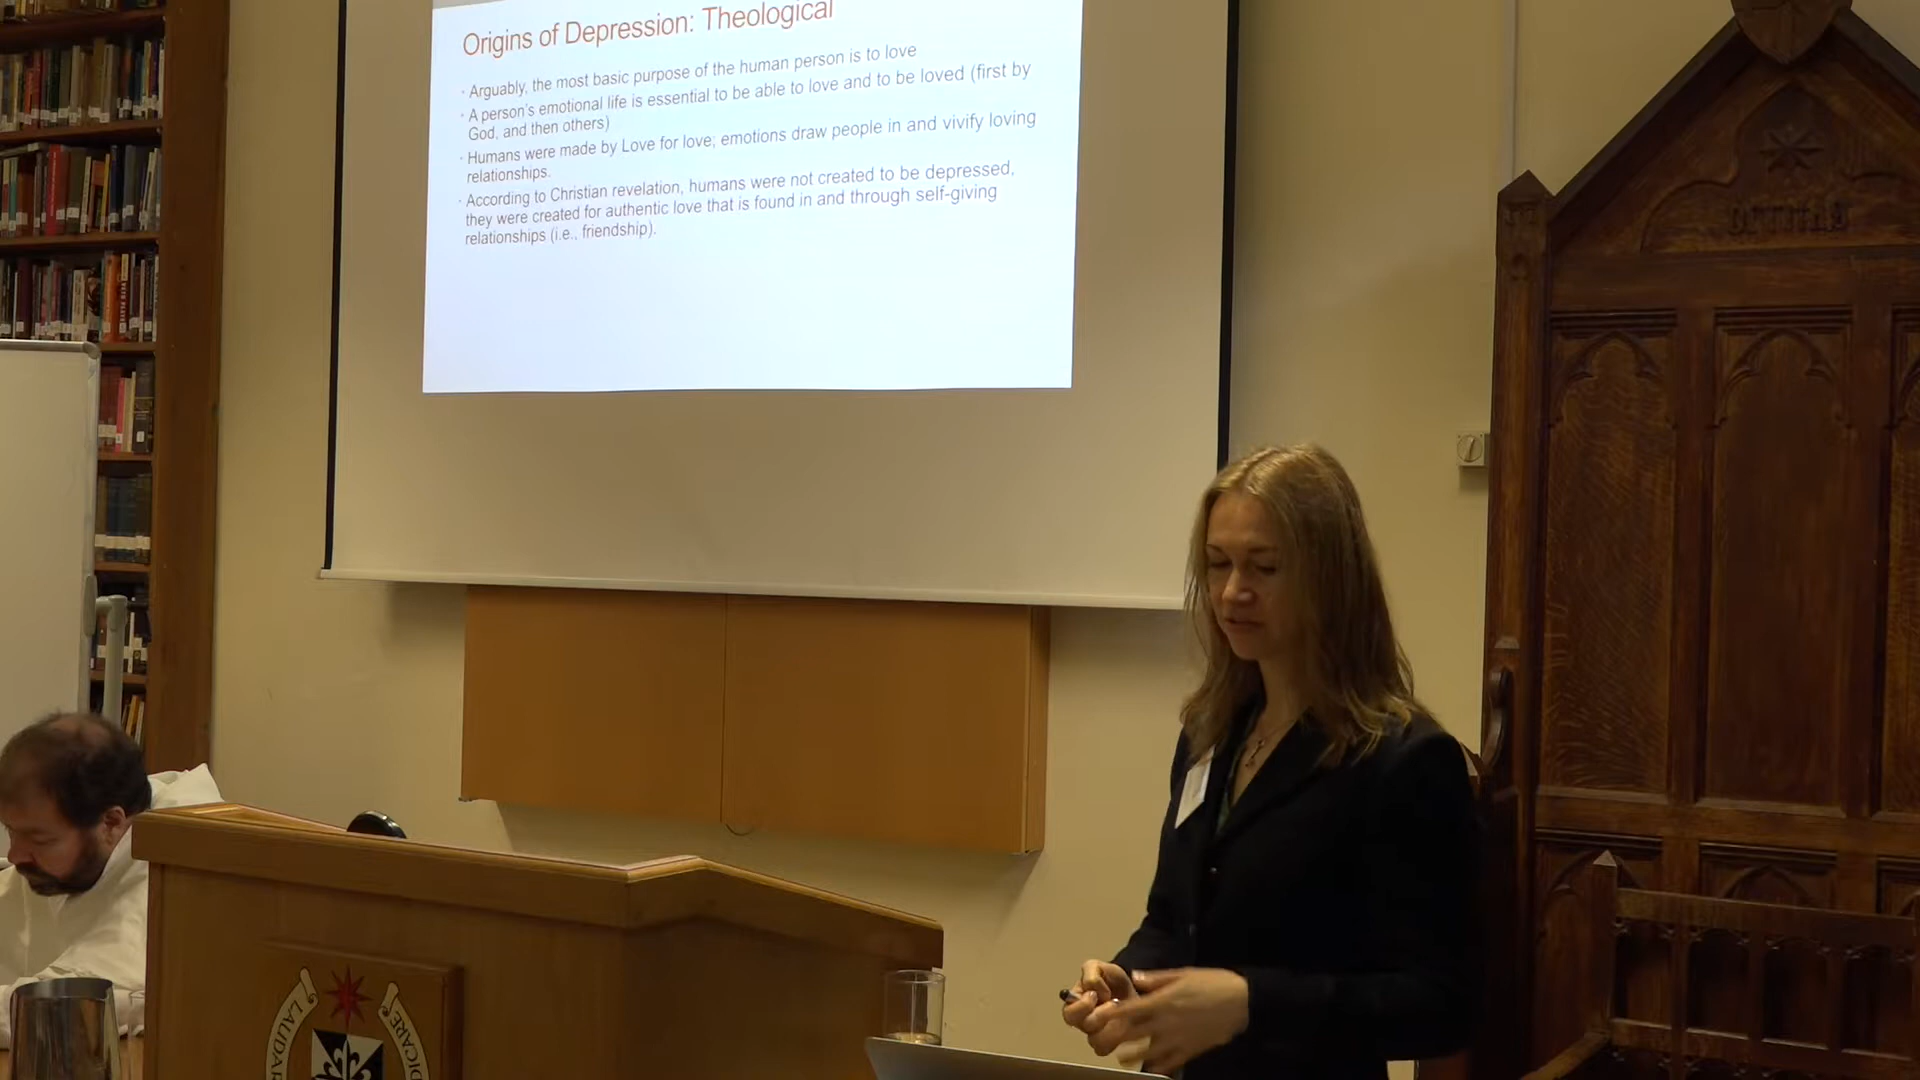 Origins of Depression: Theological
· Arguably, the most basic purpose of the human person is to love
· A person's emotional life is essential to be able to love and to be loved (first by
God, and then others)
· Humans were made by Love for love; emotions draw people in and vivify loving
relationships.
· According to Christian revelation, humans were not created to be depressed,
they were created for authentic love that is found in and through self-giving
relationships (i.e., friendship).
VERITAS